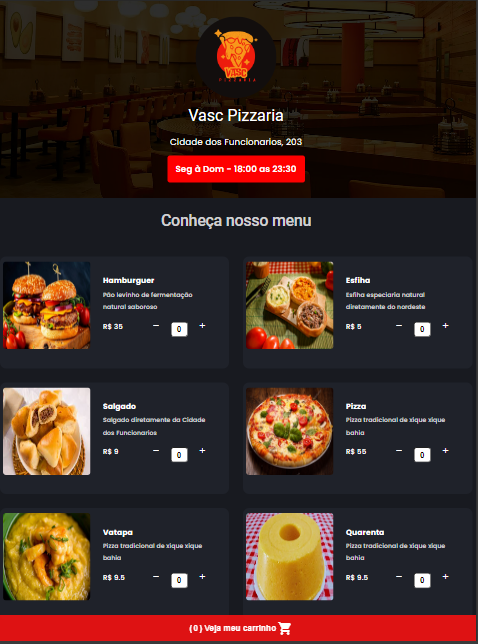 VASC
PIZZARIA
Vasc Pizzaria
Cidade dos Funcionarios, 203
Seg à Dom - 18:00 as 23:30
Conheça nosso menu
Hamburguer
Pão levinho de fermentação
natural saboroso
R$ 35
− 0 +
Esfiha
Esfiha especiaria natural
diretamente do nordeste
R$ 5
− 0 +
Salgado
Salgado diretamente da Cidade
dos Funcionarios
R$ 9
− 0 +
Pizza
Pizza tradicional de xique xique
bahia
R$ 55
− 0 +
Vatapa
Pizza tradicional de xique xique
bahia
R$ 9.5
− 0 +
Quarenta
Pizza tradicional de xique xique
bahia
R$ 9.5
− 0 +
( 0 ) Veja meu carrinho